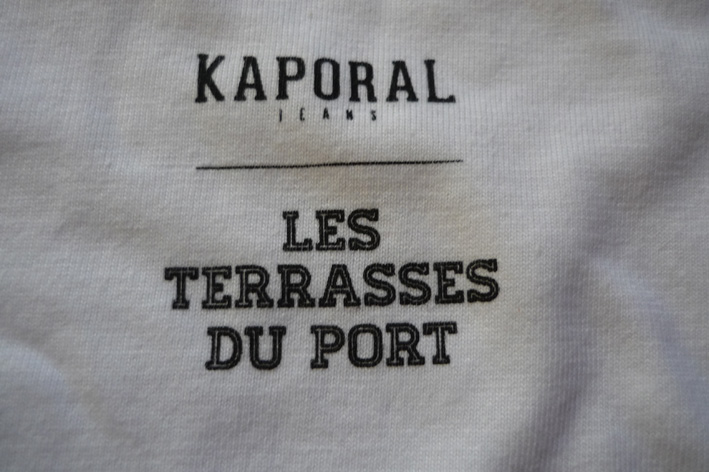 KAPORAL
JEANS
LES
TERRASSES
DU PORT